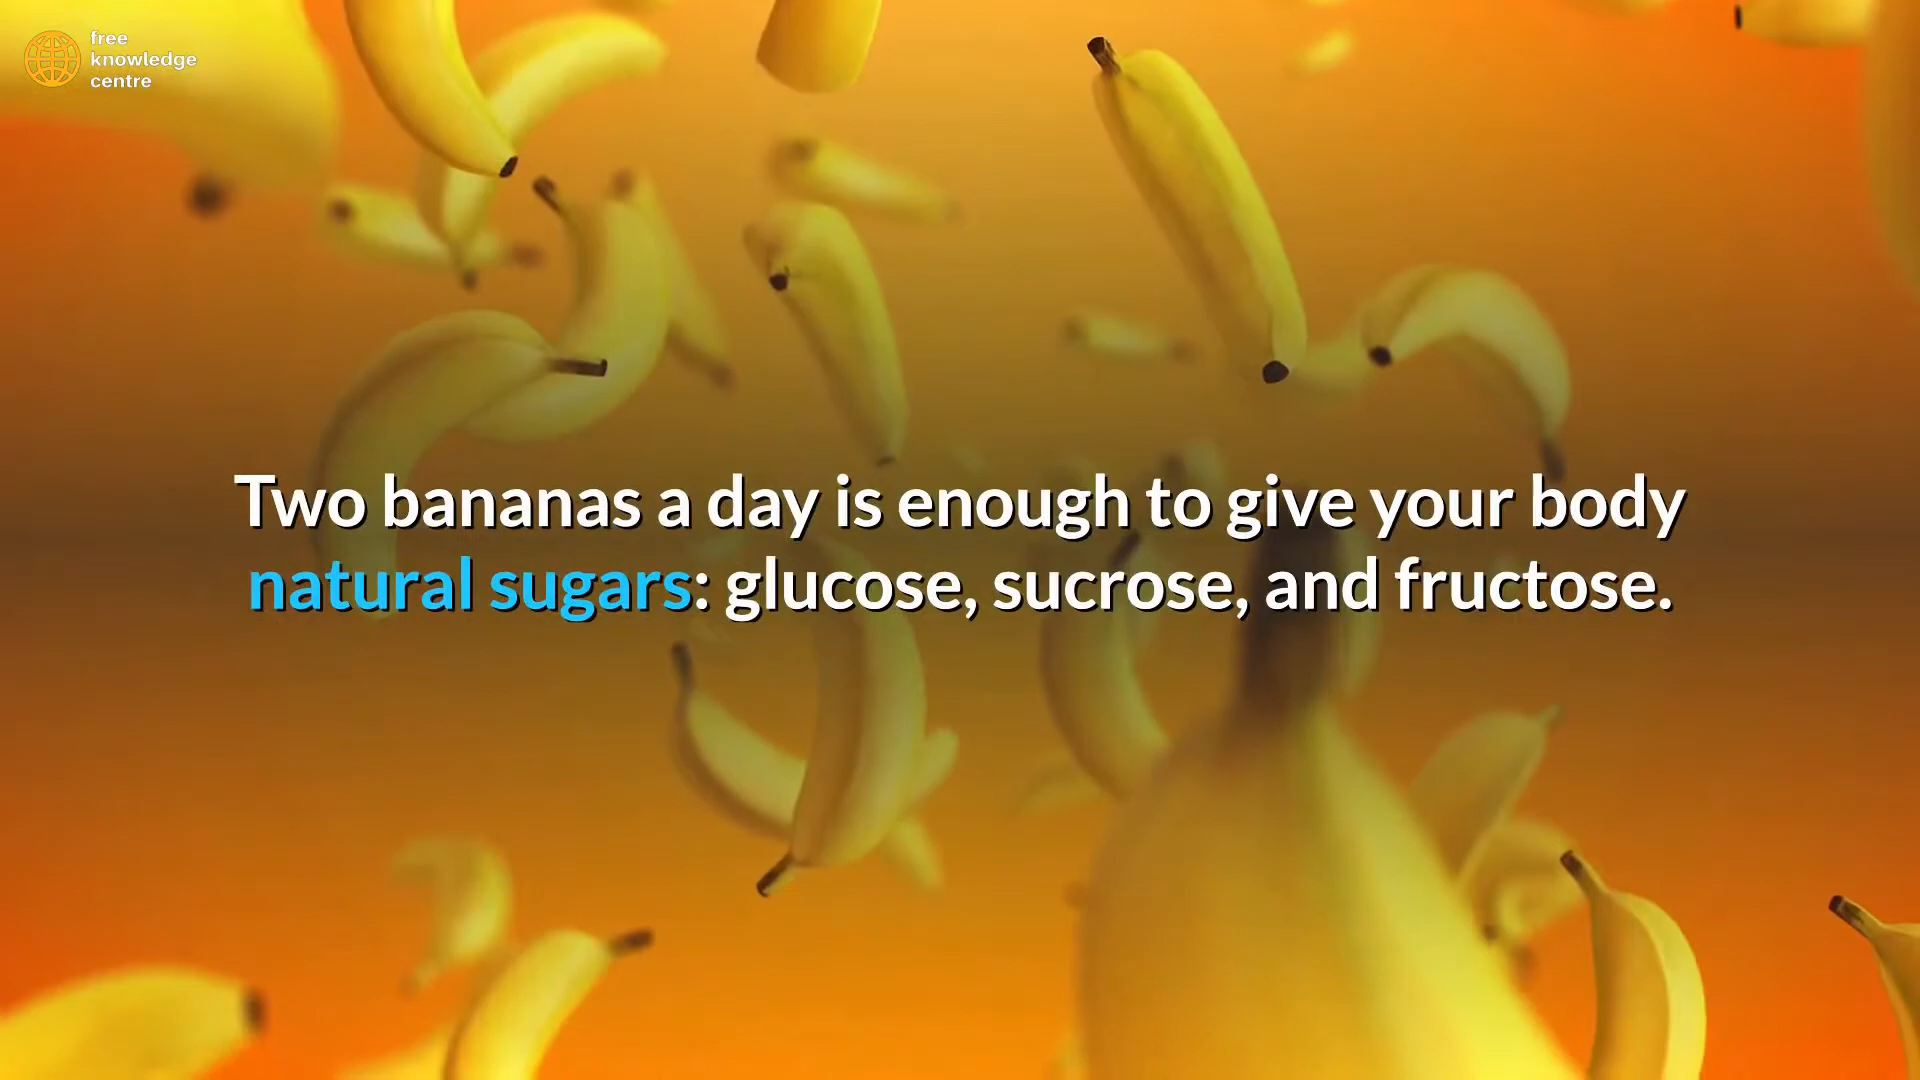 free
knowledge
centre
Two bananas a day is enough to give your body
natural sugars: glucose, sucrose, and fructose.